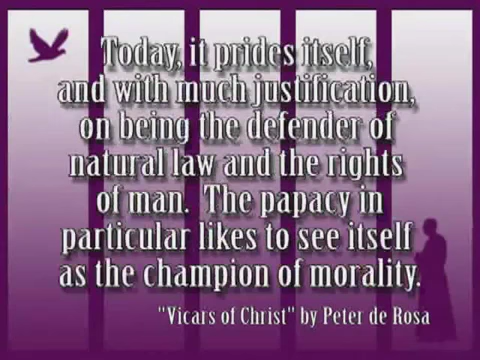 Today, it prides itself,
and with much justification,
on being the defender of
natural law and the rights
of man.  The papacy in
particular likes to see itself
as the champion of morality.
"Vicars of Christ" by Peter de Rosa